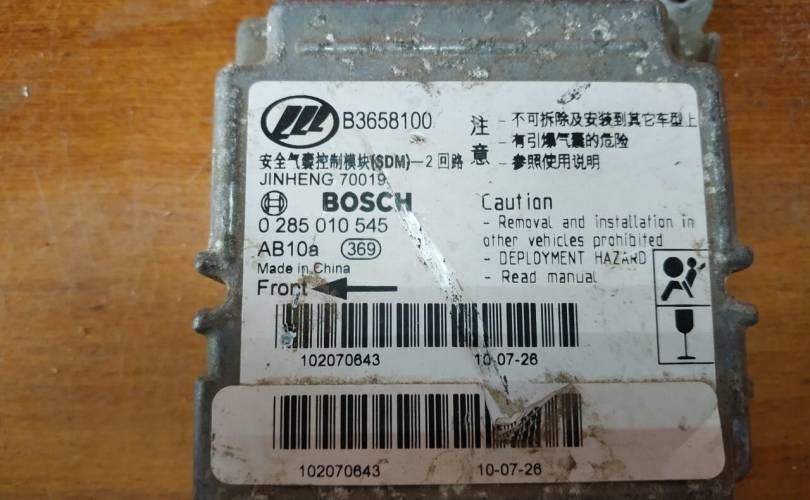 B3658100
安全气囊控制模块(SDM)—2回路
JINHENG 70019
BOSCH
0 285 010 545
AB10a 369
Made in China
Front
注意
- 不可拆除及安装到其它车型上
- 有引爆气囊的危险
- 参照使用说明
Caution
- Removal and installation in
other vehicles prohibited
- DEPLOYMENT HAZARD
- Read manual
102070643 10-07-26
102070643 10-07-26